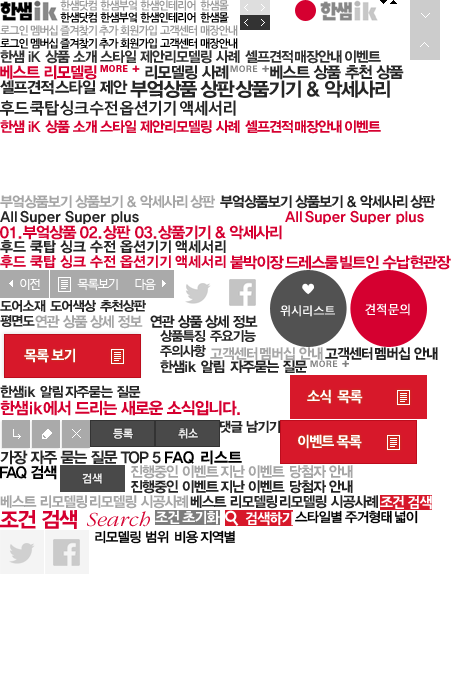 한샘ik 한샘닷컴 한샘부엌 한샘인테리어 한샘몰 한샘ik
한샘닷컴 한샘부엌 한샘인테리어 한샘몰
로그인 멤버십 즐겨찾기 추가 회원가입 고객센터 매장안내
로그인 멤버십 즐겨찾기 추가 회원가입 고객센터 매장안내
한샘 iK 상품 소개 스타일 제안리모델링 사례 셀프견적매장안내 이벤트
베스트 리모델링 MORE + 리모델링 사례 MORE + 베스트 상품 추천 상품
셀프견적스타일 제안 부엌상품 상판 상품기기 & 악세사리
후드쿡탑싱크수전옵션기기 액세서리
한샘 iK 상품 소개 스타일 제안리모델링 사례 셀프견적매장안내 이벤트
부엌상품보기 상품보기 & 악세사리 상판 부엌상품보기 상품보기 & 악세사리 상판
All Super Super plus All Super Super plus
01.부엌상품 02.상판 03.상품기기 & 악세사리
후드 쿡탑 싱크 수전 옵션기기 액세서리
후드 쿡탑 싱크 수전 옵션기기 액세서리 붙박이장 드레스룸 빌트인 수납현관장
이전 목록보기 다음
도어소재 도어색상 추천상판
위시리스트 견적문의
평면도 연관 상품 상세 정보 연관 상품 상세 정보
상품특징 주요기능
목록 보기
주의사항 고객센터 멤버십 안내 고객센터 멤버십 안내
한샘ik 알림 자주묻는 질문 MORE +
한샘ik 알림 자주묻는 질문
소식 목록
한샘ik에서 드리는 새로운 소식입니다.
등록 취소 댓글 남기기
이벤트 목록
가장 자주 묻는 질문 TOP 5 FAQ 리스트
FAQ 검색 검색 진행중인 이벤트 지난 이벤트 당첨자 안내
진행중인 이벤트 지난 이벤트 당첨자 안내
베스트 리모델링 리모델링 시공사례 베스트 리모델링 리모델링 시공사례 조건 검색
조건 검색 Search 조건 초기화 검색하기 스타일별 주거형태 넓이
리모델링 범위 비용 지역별